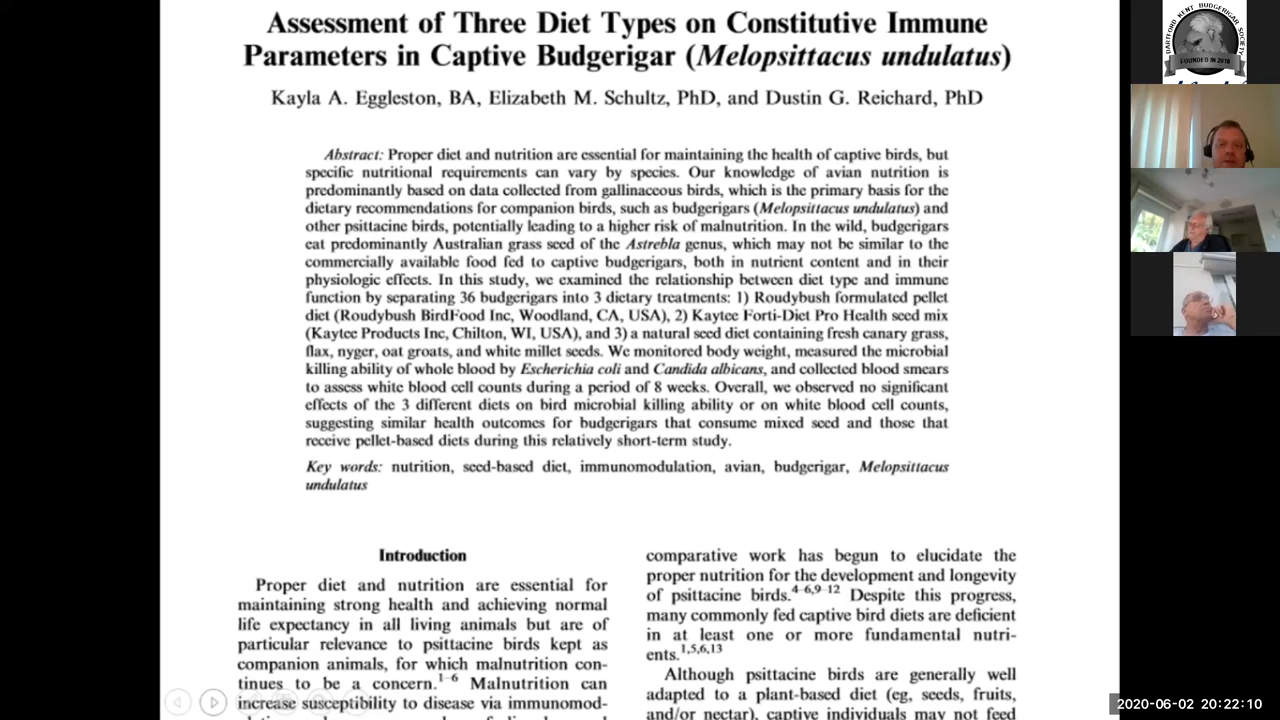 Assessment of Three Diet Types on Constitutive Immune
Parameters in Captive Budgerigar (Melopsittacus undulatus)
Kayla A. Eggleston, BA, Elizabeth M. Schultz, PhD, and Dustin G. Reichard, PhD
Abstract: Proper diet and nutrition are essential for maintaining the health of captive birds, but
specific nutritional requirements can vary by species. Our knowledge of avian nutrition is
predominantly based on data collected from gallinaceous birds, which is the primary basis for the
dietary recommendations for companion birds, such as budgerigars (Melopsittacus undulatus) and
other psittacine birds, potentially leading to a higher risk of malnutrition. In the wild, budgerigars
eat predominantly Australian grass seed of the Astrebla genus, which may not be similar to the
commercially available food fed to captive budgerigars, both in nutrient content and in their
physiologic effects. In this study, we examined the relationship between diet type and immune
function by separating 36 budgerigars into 3 dietary treatments: 1) Roudybush formulated pellet
diet (Roudybush BirdFood Inc, Woodland, CA, USA), 2) Kaytee Forti-Diet Pro Health seed mix
(Kaytee Products Inc, Chilton, WI, USA), and 3) a natural seed diet containing fresh canary grass,
flax, nyger, oat groats, and white millet seeds. We monitored body weight, measured the microbial
killing ability of whole blood by Escherichia coli and Candida albicans, and collected blood smears
to assess white blood cell counts during a period of 8 weeks. Overall, we observed no significant
effects of the 3 different diets on bird microbial killing ability or on white blood cell counts,
suggesting similar health outcomes for budgerigars that consume mixed seed and those that
receive pellet-based diets during this relatively short-term study.
Key words: nutrition, seed-based diet, immunomodulation, avian, budgerigar, Melopsittacus
undulatus
Introduction
Proper diet and nutrition are essential for
maintaining strong health and achieving normal
life expectancy in all living animals but are of
particular relevance to psittacine birds kept as
companion animals, for which malnutrition con-
tinues to be a concern.1–6 Malnutrition can
increase susceptibility to disease via immunomod-
comparative work has begun to elucidate the
proper nutrition for the development and longevity
of psittacine birds.4–6,9–12 Despite this progress,
many commonly fed captive bird diets are deficient
in at least one or more fundamental nutri-
ents.1,5,6,13
Although psittacine birds are generally well
adapted to a plant-based diet (eg, seeds, fruits,
and/or nectar), captive individuals may not feed
DARTFORD KENT BUDGERIGAR SOCIETY
FOUNDED IN 2018
2020-06-02 20:22:10